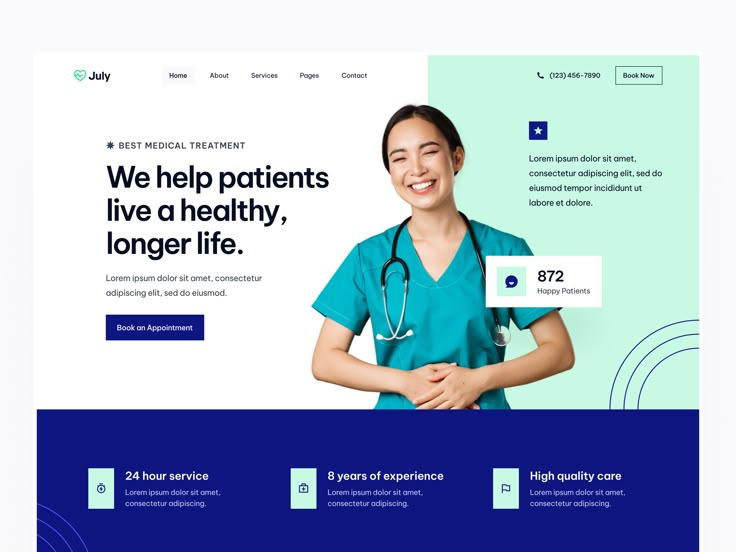 July
Home
About
Services
Pages
Contact
(123) 456-7890
Book Now
BEST MEDICAL TREATMENT
We help patients
live a healthy,
longer life.
Lorem ipsum dolor sit amet, consectetur
adipiscing elit, sed do eiusmod.
Book an Appointment
Lorem ipsum dolor sit amet,
consectetur adipiscing elit, sed do
eiusmod tempor incididunt ut
labore et dolore.
872
Happy Patients
24 hour service
Lorem ipsum dolor sit amet,
consectetur adipiscing.
8 years of experience
Lorem ipsum dolor sit amet,
consectetur adipiscing.
High quality care
Lorem ipsum dolor sit amet,
consectetur adipiscing.